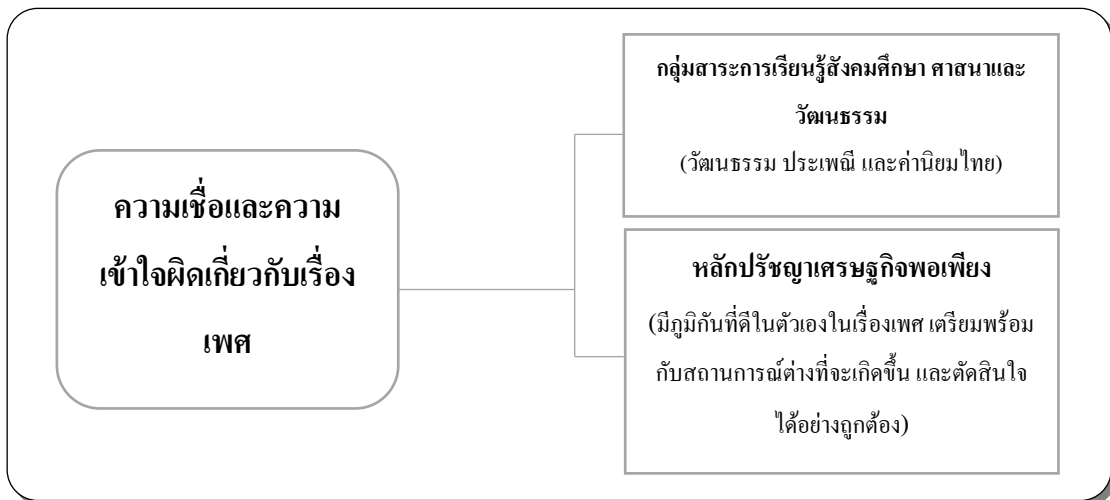 ความเชื่อและความ
เข้าใจผิดเกี่ยวกับเรื่อง
เพศ
กลุ่มสาระการเรียนรู้สังคมศึกษา ศาสนาและ
วัฒนธรรม
(วัฒนธรรม ประเพณี และค่านิยมไทย)
หลักปรัชญาเศรษฐกิจพอเพียง
(มีภูมิกันที่ดีในตัวเองในเรื่องเพศ เตรียมพร้อม
กับสถานการณ์ต่างที่จะเกิดขึ้น และตัดสินใจ
ได้อย่างถูกต้อง)